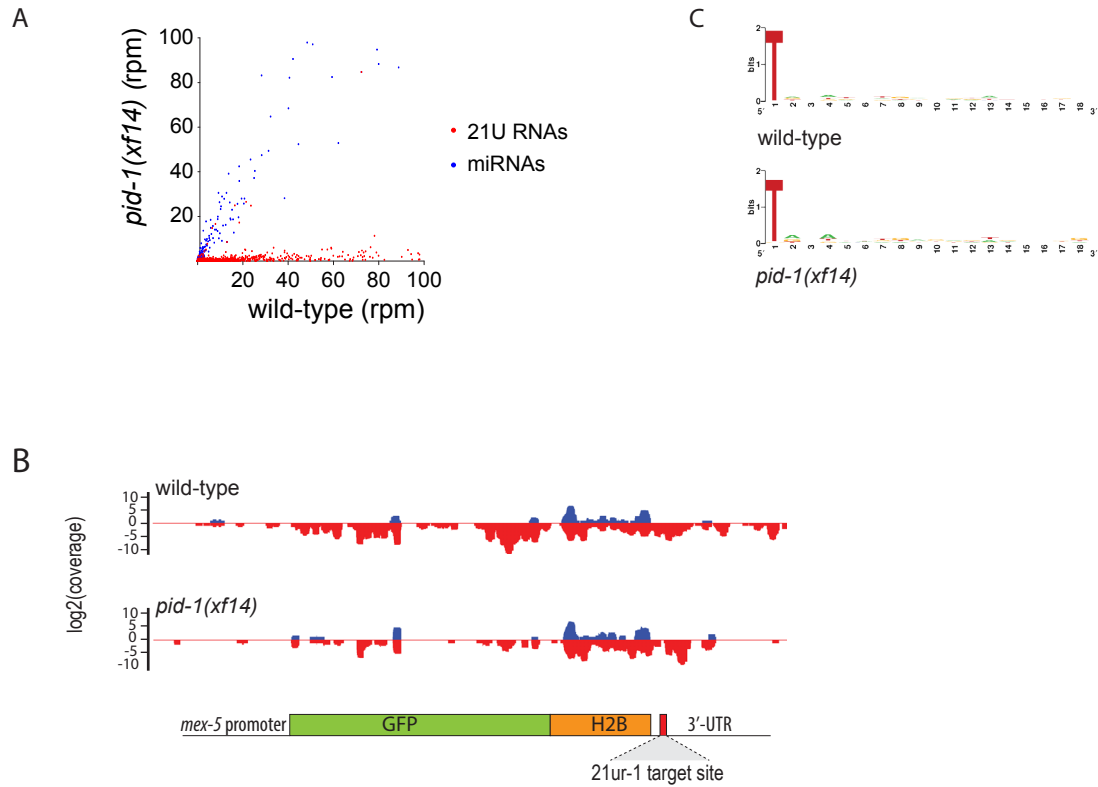 A
100
80
60
40
20
20 40 60 80 100
pid-1(xf14) (rpm)
wild-type (rpm)
21U RNAs
miRNAs
C
2
1
0
bits
5′ 1 2 3 4 5 6 7 8 9 10 11 12 13 14 15 16 17 18 3′
T
wild-type
2
1
0
bits
5′ 1 2 3 4 5 6 7 8 9 10 11 12 13 14 15 16 17 18 3′
T
pid-1(xf14)
B
log2(coverage)
wild-type
10
5
0
-5
-10
pid-1(xf14)
10
5
0
-5
-10
mex-5 promoter GFP H2B 3′-UTR
21ur-1 target site